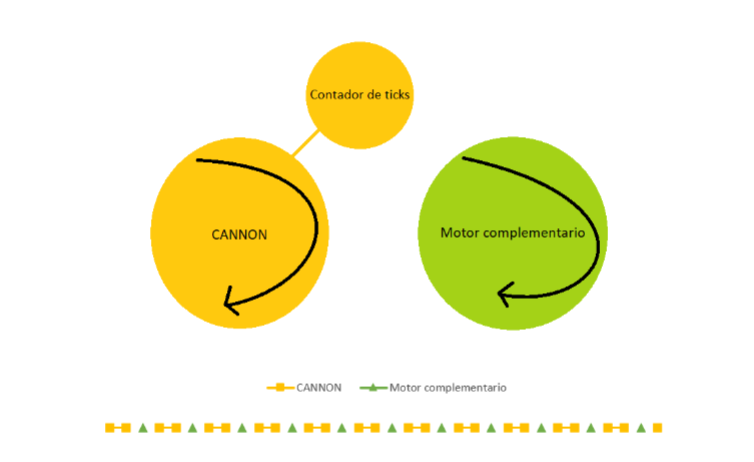 Contador de ticks
CANNON
Motor complementario
CANNON
Motor complementario